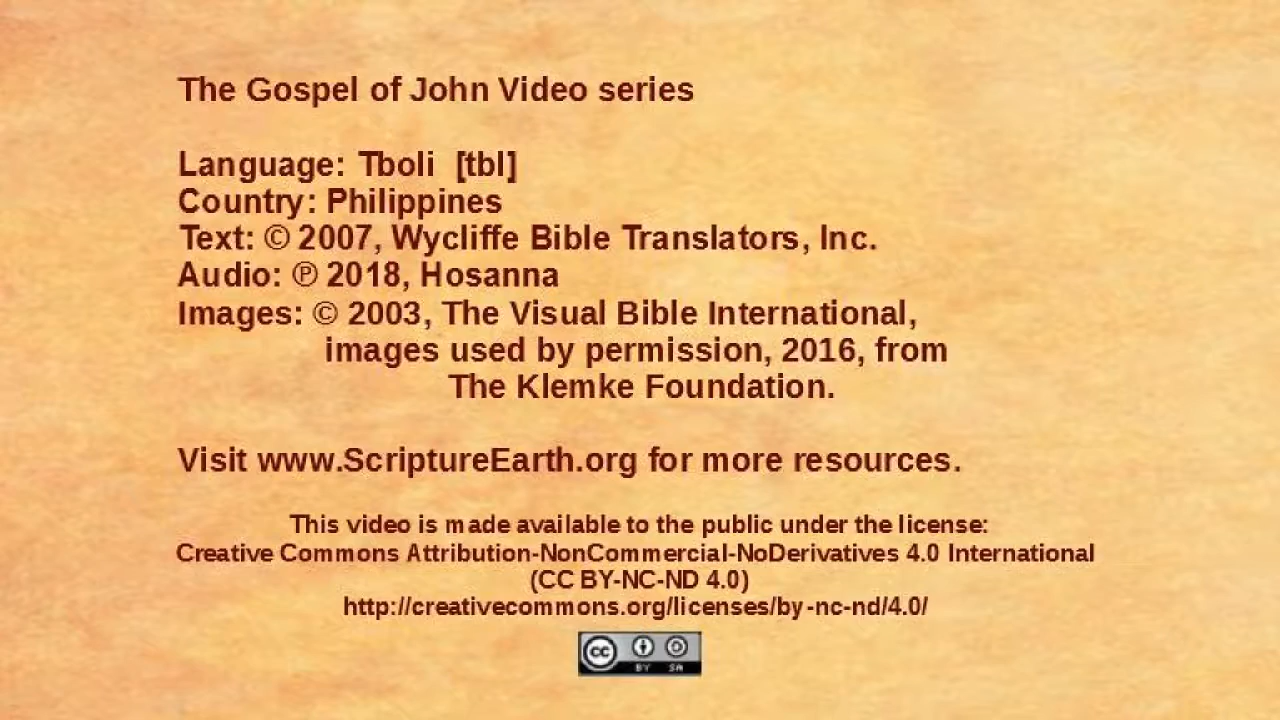 The Gospel of John Video series
Language: Tboli [tbl]
Country: Philippines
Text: © 2007, Wycliffe Bible Translators, Inc.
Audio: ℗ 2018, Hosanna
Images: © 2003, The Visual Bible International,
images used by permission, 2016, from
The Klemke Foundation.
Visit www.ScriptureEarth.org for more resources.
This video is made available to the public under the license:
Creative Commons Attribution-NonCommercial-NoDerivatives 4.0 International
(CC BY-NC-ND 4.0)
http://creativecommons.org/licenses/by-nc-nd/4.0/
cc
BY SA